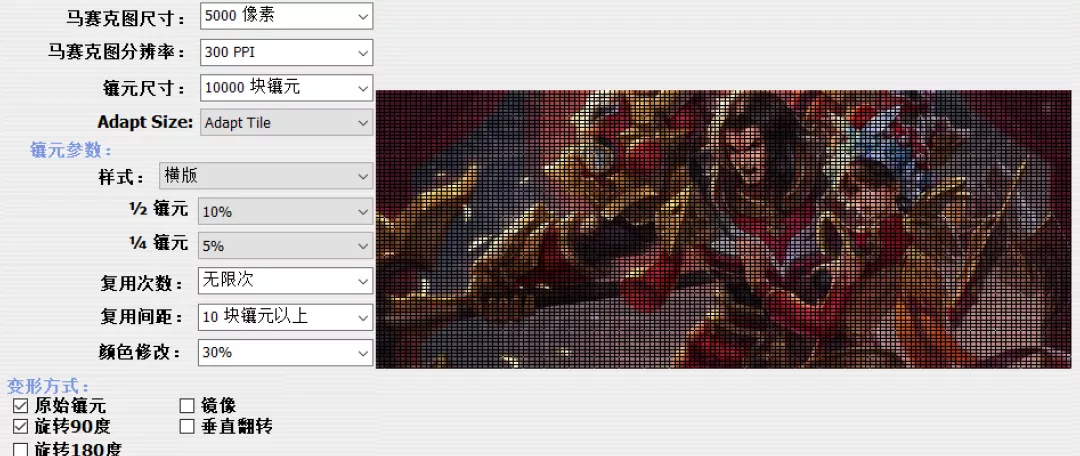 马赛克图尺寸： 5000 像素
马赛克图分辨率： 300 PPI
镶元尺寸： 10000 块镶元
Adapt Size: Adapt Tile
镶元参数：
样式： 横版
½ 镶元 10%
¼ 镶元 5%
复用次数： 无限次
复用间距： 10 块镶元以上
颜色修改： 30%
变形方式：
原始镶元 镜像
旋转90度 垂直翻转
旋转180度